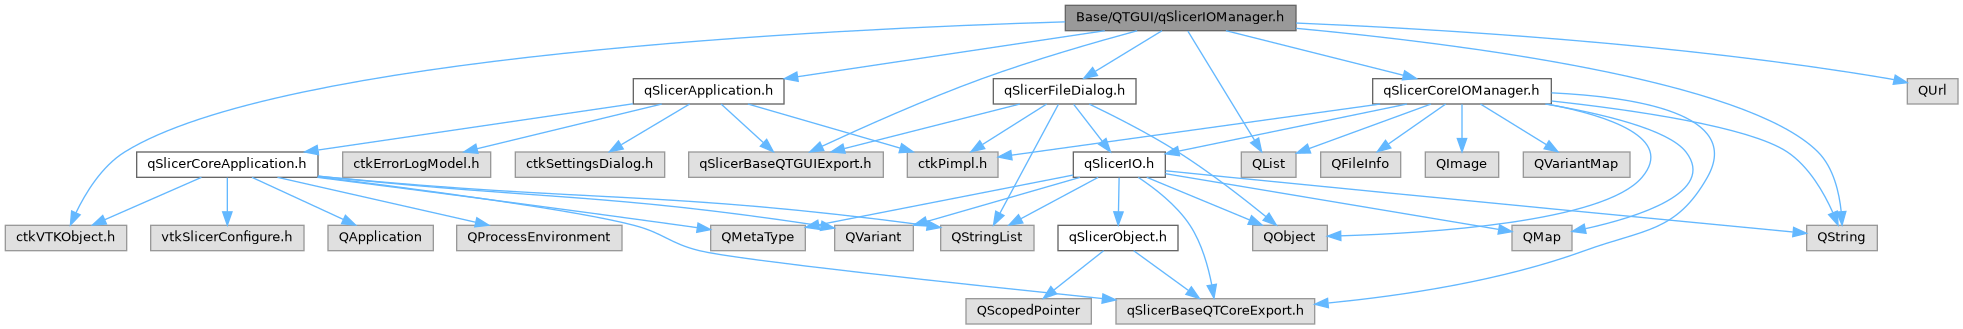 Base/QTGUI/qSlicerIOManager.h
qSlicerApplication.h
qSlicerFileDialog.h
qSlicerCoreIOManager.h
QUrl
qSlicerCoreApplication.h
ctkErrorLogModel.h
ctkSettingsDialog.h
qSlicerBaseQTGUIExport.h
ctkPimpl.h
qSlicerIO.h
QList
QFileInfo
QImage
QVariantMap
ctkVTKObject.h
vtkSlicerConfigure.h
QApplication
QProcessEnvironment
QMetaType
QVariant
QStringList
qSlicerObject.h
QObject
QMap
QString
QScopedPointer
qSlicerBaseQTCoreExport.h